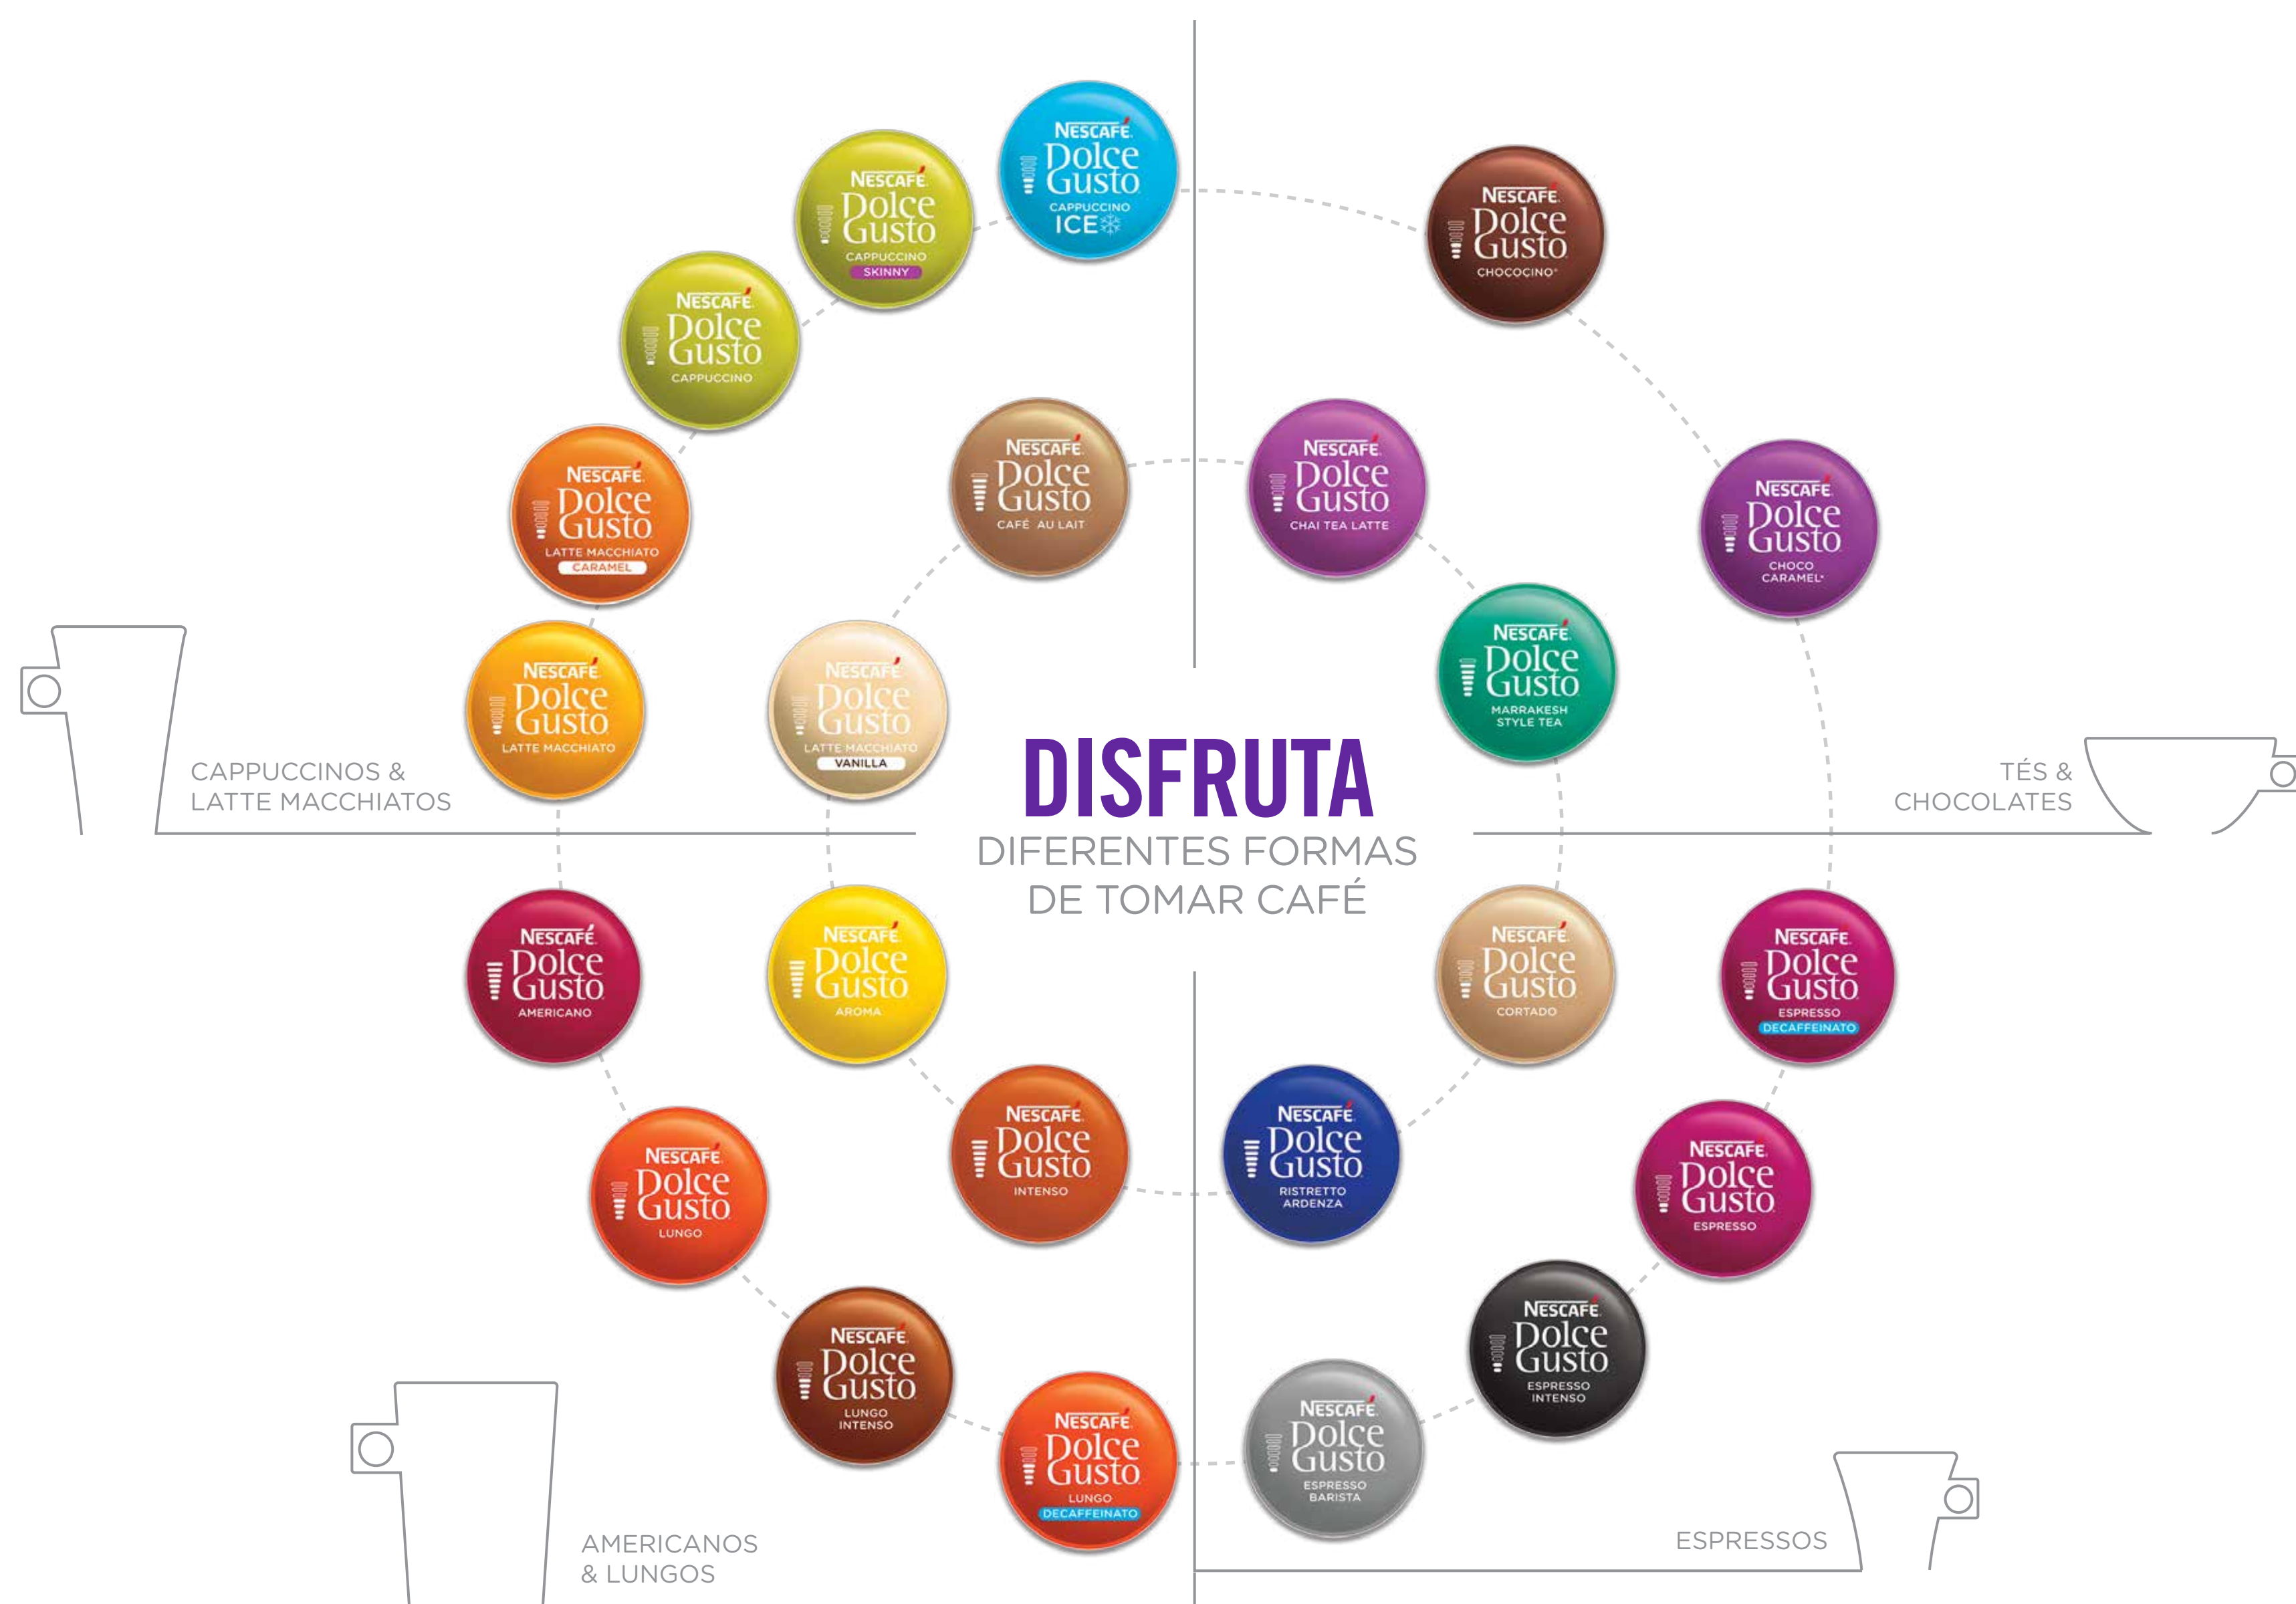 NESCAFÉ.
Dolce
Gusto
CAPPUCCINO
ICE
NESCAFÉ.
Dolce
Gusto
CAPPUCCINO
SKINNY
NESCAFÉ.
Dolce
Gusto
CAPPUCCINO
NESCAFÉ.
Dolce
Gusto
LATTE MACCHIATO
CARAMEL
NESCAFÉ.
Dolce
Gusto
LATTE MACCHIATO
NESCAFÉ.
Dolce
Gusto
CAFÉ AU LAIT
NESCAFÉ.
Dolce
Gusto
LATTE MACCHIATO
VANILLA
CAPPUCCINOS &
LATTE MACCHIATOS
NESCAFÉ.
Dolce
Gusto
CHOCOCINO*
NESCAFÉ.
Dolce
Gusto
CHOCO
CARAMEL*
NESCAFÉ.
Dolce
Gusto
CHAI TEA LATTE
NESCAFÉ.
Dolce
Gusto
MARRAKESH
STYLE TEA
TÉS &
CHOCOLATES
DISFRUTA
DIFERENTES FORMAS
DE TOMAR CAFÉ
NESCAFÉ.
Dolce
Gusto
AMERICANO
NESCAFÉ.
Dolce
Gusto
AROMA
NESCAFÉ.
Dolce
Gusto
LUNGO
NESCAFÉ.
Dolce
Gusto
INTENSO
NESCAFÉ.
Dolce
Gusto
LUNGO
INTENSO
NESCAFÉ.
Dolce
Gusto
LUNGO
DECAFFEINATO
AMERICANOS
& LUNGOS
NESCAFÉ.
Dolce
Gusto
CORTADO
NESCAFÉ.
Dolce
Gusto
ESPRESSO
DECAFFEINATO
NESCAFÉ.
Dolce
Gusto
RISTRETTO
ARDENZA
NESCAFÉ.
Dolce
Gusto
ESPRESSO
NESCAFÉ.
Dolce
Gusto
ESPRESSO
INTENSO
NESCAFÉ.
Dolce
Gusto
ESPRESSO
BARISTA
ESPRESSOS